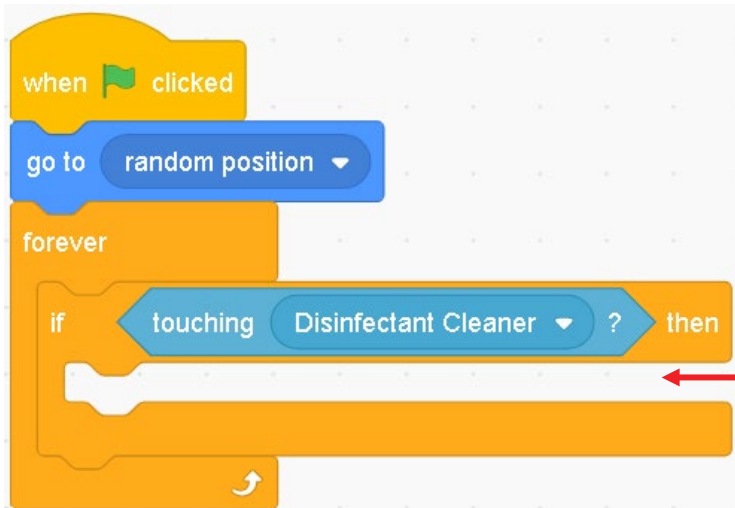 when clicked
go to random position
forever
if touching Disinfectant Cleaner ? then